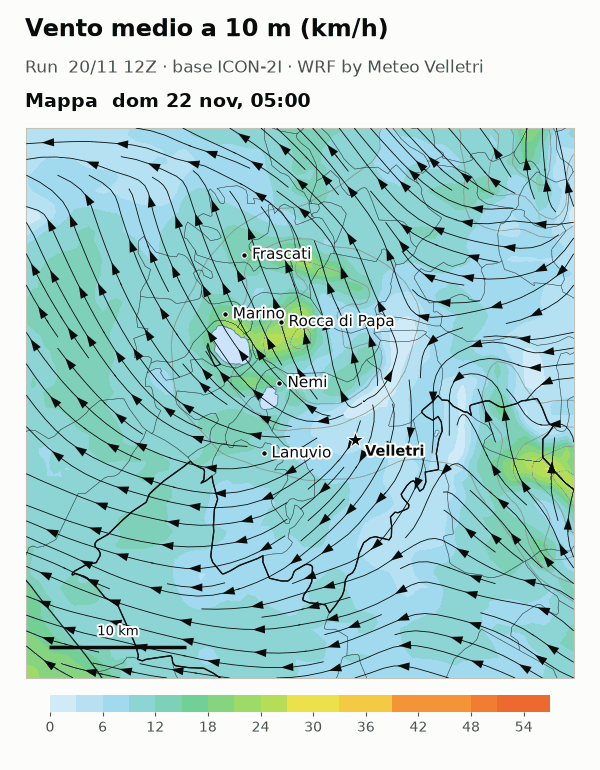 Vento medio a 10 m (km/h)
Run  20/11 12Z · base ICON-2I · WRF by Meteo Velletri
Mappa  dom 22 nov, 05:00
Frascati
Marino
Rocca di Papa
Nemi
Velletri
Lanuvio
10 km
0 6 12 18 24 30 36 42 48 54